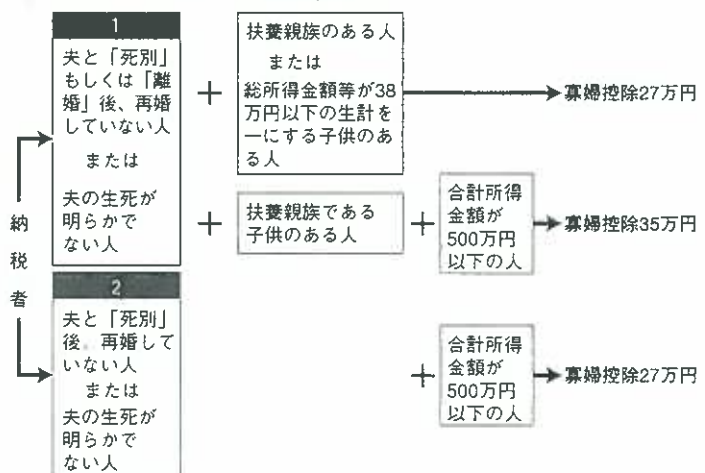 納税者
1
夫と「死別」
もしくは「離
婚」後、再婚
していない人
または
夫の生死が
明らかで
ない人
+
扶養親族のある人
または
総所得金額等が38
万円以下の生計を
一にする子供のあ
る人
寡婦控除27万円
+
扶養親族である
子供のある人
+
合計所得
金額が
500万円
以下の人
寡婦控除35万円
2
夫と「死別」
後、再婚して
いない人
または
夫の生死が
明らかで
ない人
+
合計所得
金額が
500万円
以下の人
寡婦控除27万円